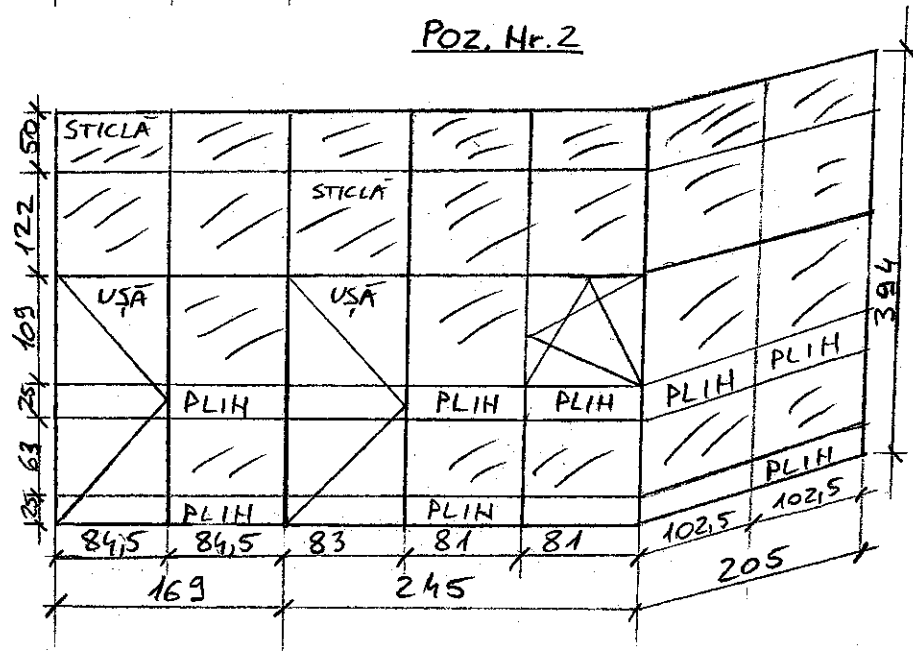 POZ. Nr. 2
STICLĂ
STICLĂ
UȘĂ
UȘĂ
PLIH
PLIH
PLIH
PLIH
PLIH
PLIH
PLIH
PLIH
50
122
109
25
63
25
394
84,5
84,5
83
81
81
102,5
102,5
169
245
205